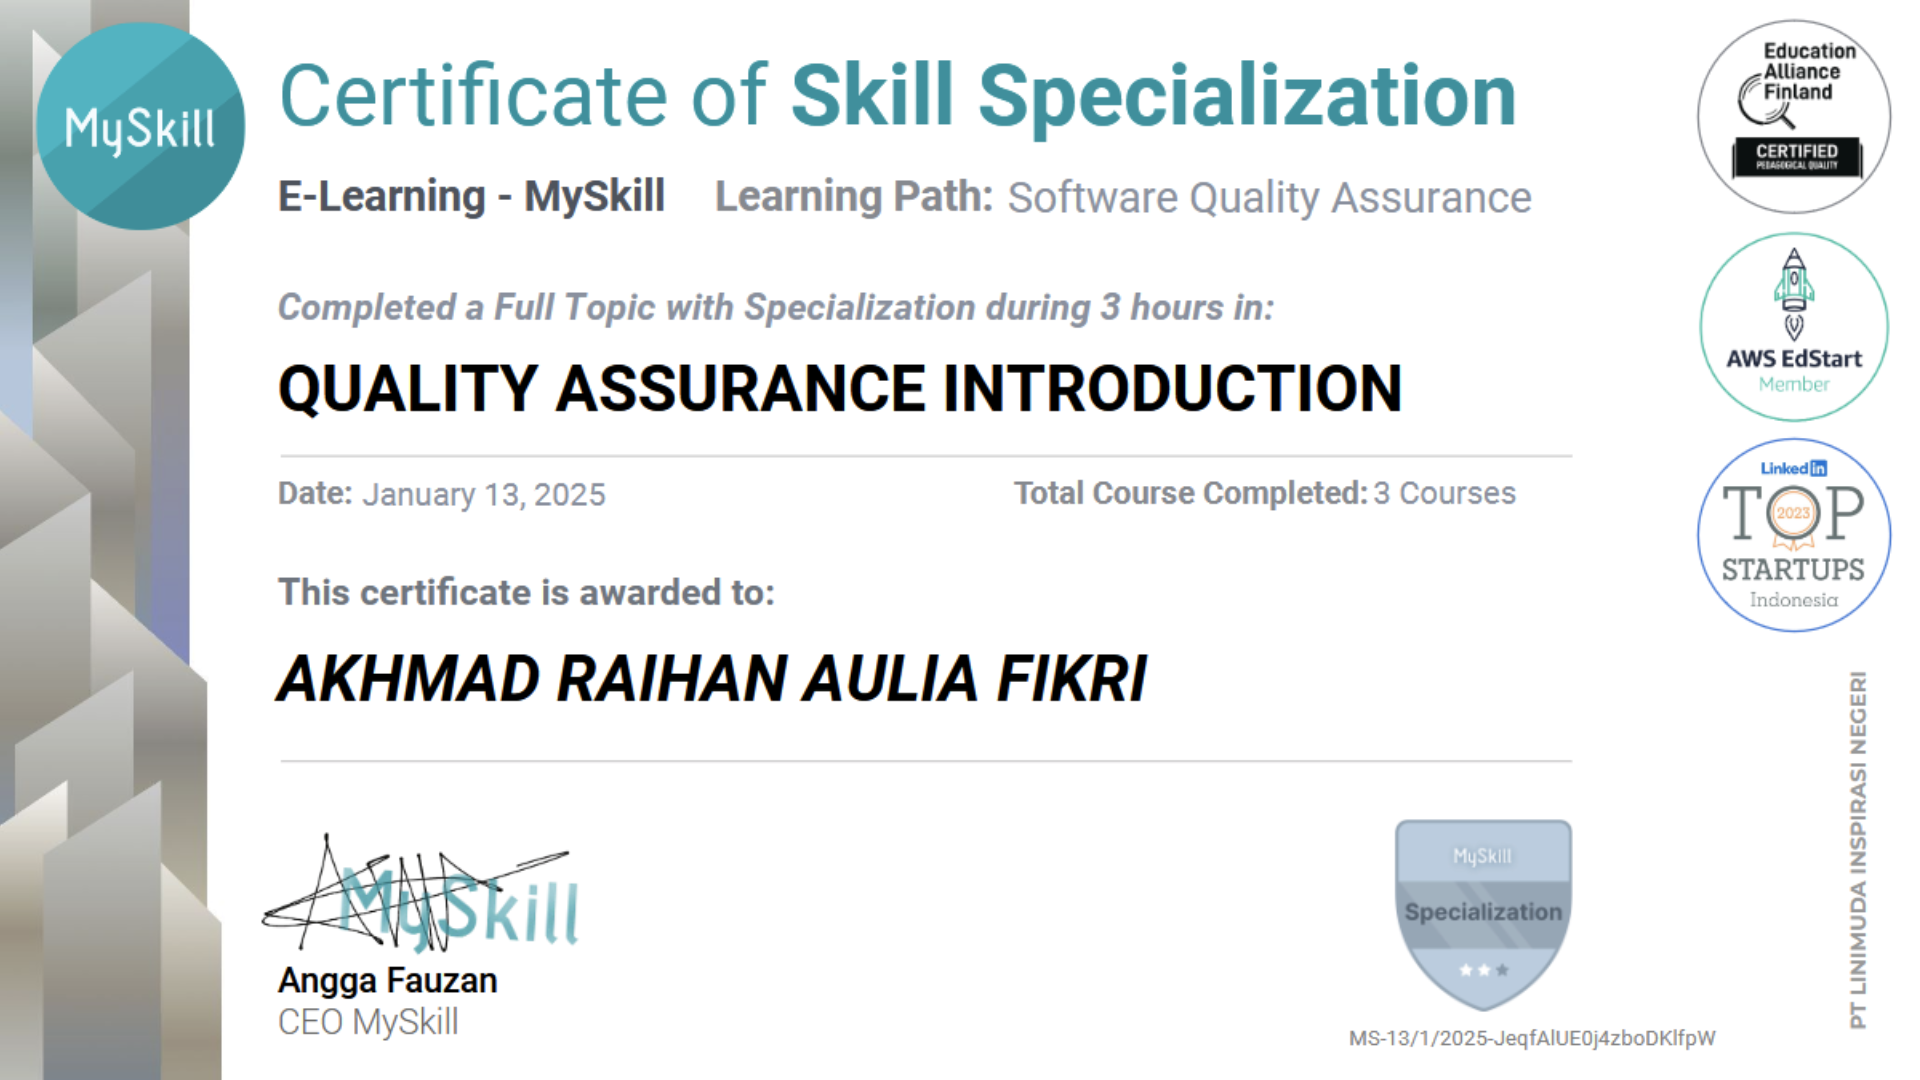 MySkill
Certificate of Skill Specialization
E-Learning - MySkill Learning Path: Software Quality Assurance
Completed a Full Topic with Specialization during 3 hours in:
QUALITY ASSURANCE INTRODUCTION
Date: January 13, 2025 Total Course Completed: 3 Courses
This certificate is awarded to:
AKHMAD RAIHAN AULIA FIKRI
MySkill
Angga Fauzan
CEO MySkill
MySkill
Specialization
MS-13/1/2025-JeqfAlUE0j4zboDKlfpW
Education
Alliance
Finland
CERTIFIED
PEDAGOGICAL QUALITY
AWS EdStart
Member
Linked in
TOP
2023
STARTUPS
Indonesia
PT LINIMUDA INSPIRASI NEGERI